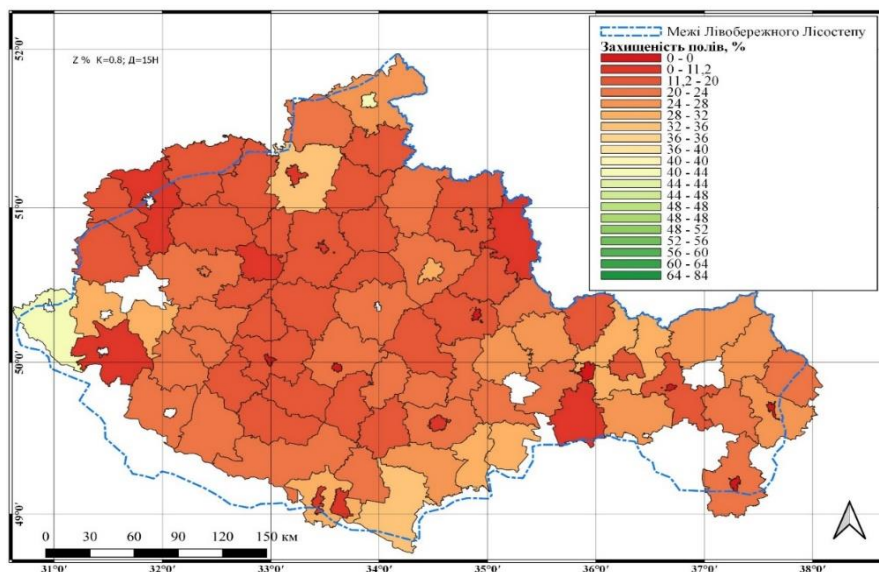 Межі Лівобережного Лісостепу
Захищеність полів, %
Z % K=0.8; Д=15Н
0 - 0
0 - 11,2
11,2 - 20
20 - 24
24 - 28
28 - 32
32 - 36
36 - 36
36 - 40
40 - 40
40 - 44
44 - 44
44 - 48
48 - 48
48 - 52
52 - 56
56 - 60
60 - 64
64 - 84
52°0'
51°0'
50°0'
49°0'
0 30 60 90 120 150 км
31°0' 32°0' 33°0' 34°0' 35°0' 36°0' 37°0' 38°0'